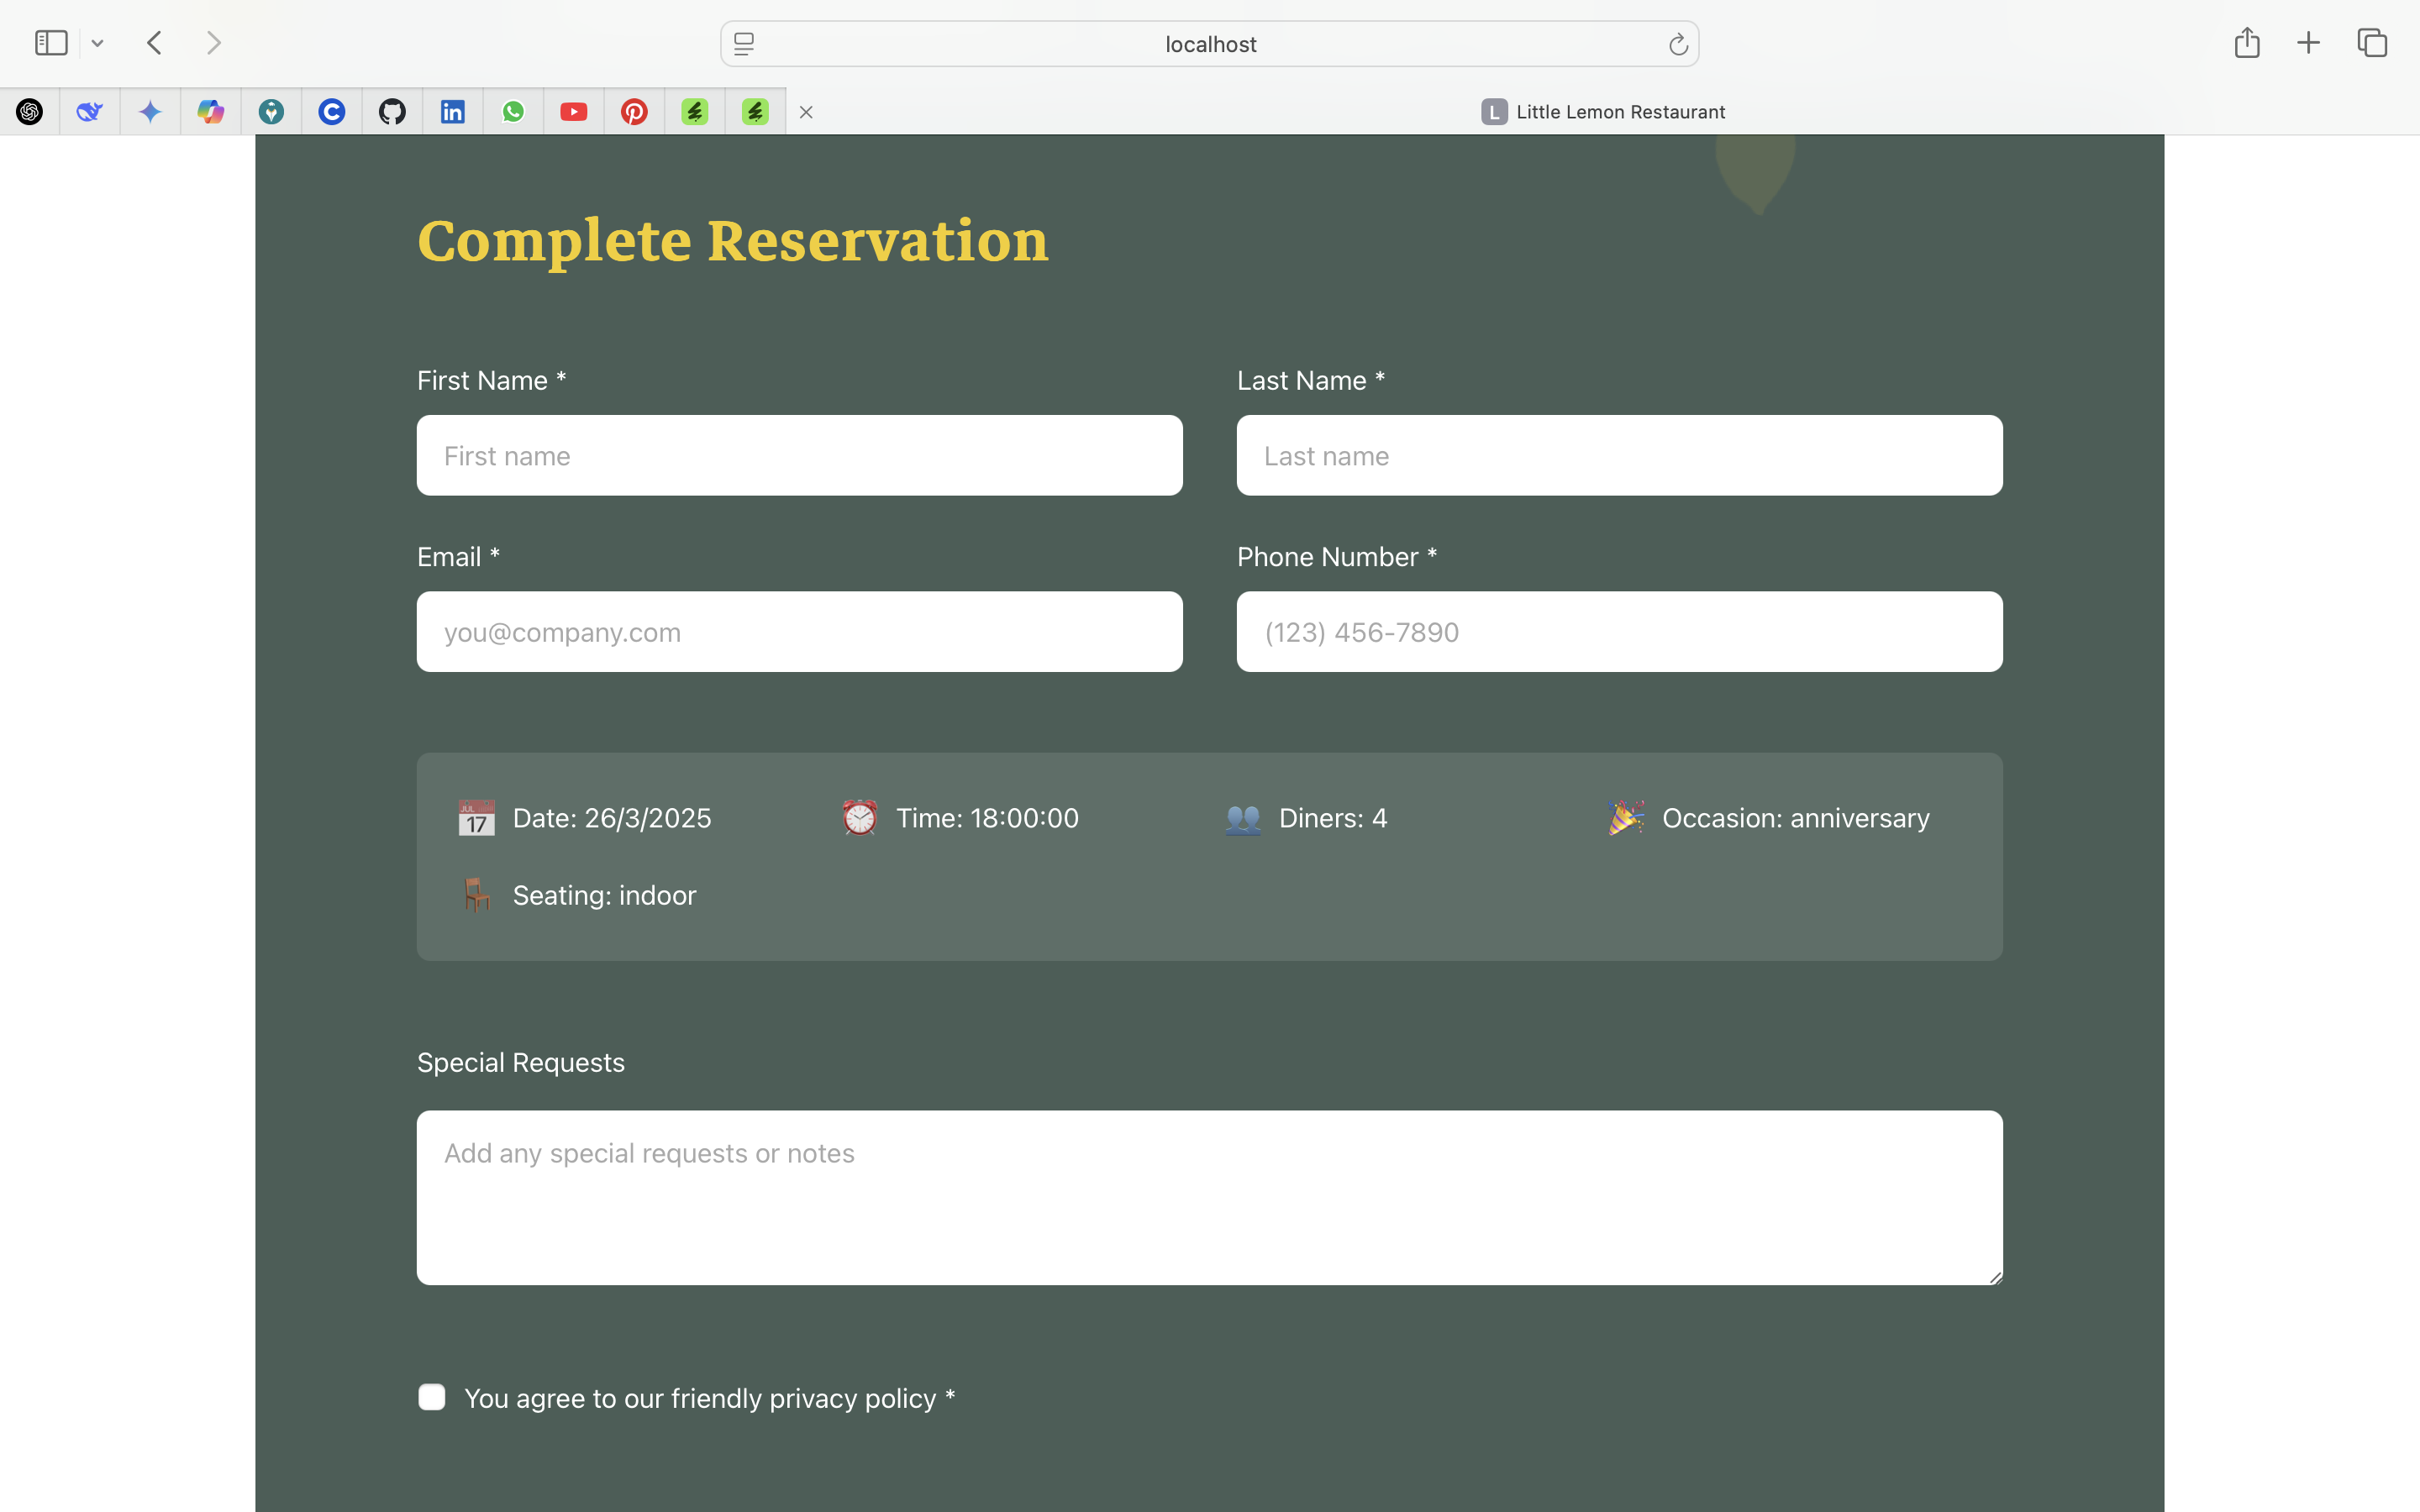 localhost
L Little Lemon Restaurant
Complete Reservation
First Name * Last Name *
First name Last name
Email * Phone Number *
you@company.com (123) 456-7890
JUL 17 Date: 26/3/2025 Time: 18:00:00 Diners: 4 Occasion: anniversary
Seating: indoor
Special Requests
Add any special requests or notes
You agree to our friendly privacy policy *